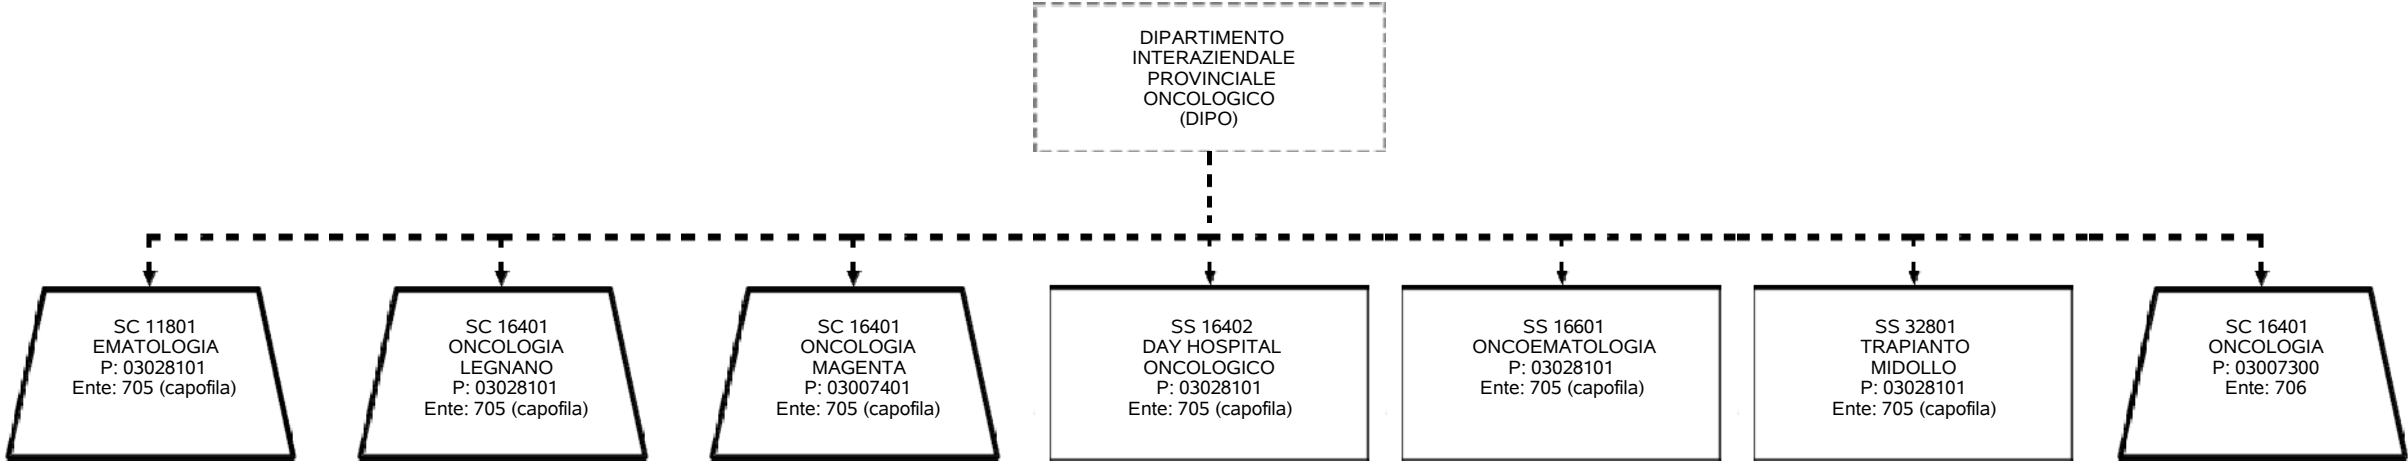 DIPARTIMENTO
INTERAZIENDALE
PROVINCIALE
ONCOLOGICO
(DIPO)
SC 11801
EMATOLOGIA
P: 03028101
Ente: 705 (capofila)
SC 16401
ONCOLOGIA
LEGNANO
P: 03028101
Ente: 705 (capofila)
SC 16401
ONCOLOGIA
MAGENTA
P: 03007401
Ente: 705 (capofila)
SS 16402
DAY HOSPITAL
ONCOLOGICO
P: 03028101
Ente: 705 (capofila)
SS 16601
ONCOEMATOLOGIA
P: 03028101
Ente: 705 (capofila)
SS 32801
TRAPIANTO
MIDOLLO
P: 03028101
Ente: 705 (capofila)
SC 16401
ONCOLOGIA
P: 03007300
Ente: 706